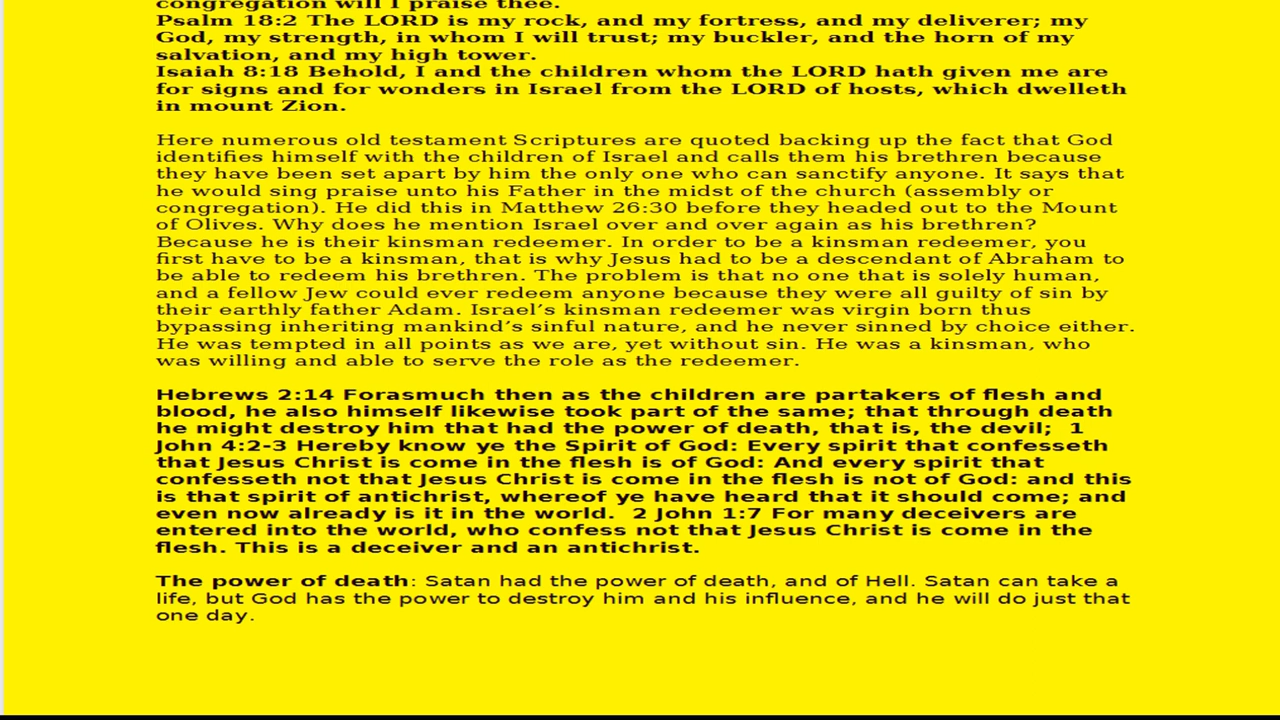 congregation will I praise thee.
Psalm 18:2 The LORD is my rock, and my fortress, and my deliverer; my
God, my strength, in whom I will trust; my buckler, and the horn of my
salvation, and my high tower.
Isaiah 8:18 Behold, I and the children whom the LORD hath given me are
for signs and for wonders in Israel from the LORD of hosts, which dwelleth
in mount Zion.
Here numerous old testament Scriptures are quoted backing up the fact that God
identifies himself with the children of Israel and calls them his brethren because
they have been set apart by him the only one who can sanctify anyone. It says that
he would sing praise unto his Father in the midst of the church (assembly or
congregation). He did this in Matthew 26:30 before they headed out to the Mount
of Olives. Why does he mention Israel over and over again as his brethren?
Because he is their kinsman redeemer. In order to be a kinsman redeemer, you
first have to be a kinsman, that is why Jesus had to be a descendant of Abraham to
be able to redeem his brethren. The problem is that no one that is solely human,
and a fellow Jew could ever redeem anyone because they were all guilty of sin by
their earthly father Adam. Israel’s kinsman redeemer was virgin born thus
bypassing inheriting mankind’s sinful nature, and he never sinned by choice either.
He was tempted in all points as we are, yet without sin. He was a kinsman, who
was willing and able to serve the role as the redeemer.
Hebrews 2:14 Forasmuch then as the children are partakers of flesh and
blood, he also himself likewise took part of the same; that through death
he might destroy him that had the power of death, that is, the devil;  1
John 4:2-3 Hereby know ye the Spirit of God: Every spirit that confesseth
that Jesus Christ is come in the flesh is of God: And every spirit that
confesseth not that Jesus Christ is come in the flesh is not of God: and this
is that spirit of antichrist, whereof ye have heard that it should come; and
even now already is it in the world.  2 John 1:7 For many deceivers are
entered into the world, who confess not that Jesus Christ is come in the
flesh. This is a deceiver and an antichrist.
The power of death: Satan had the power of death, and of Hell. Satan can take a
life, but God has the power to destroy him and his influence, and he will do just that
one day.